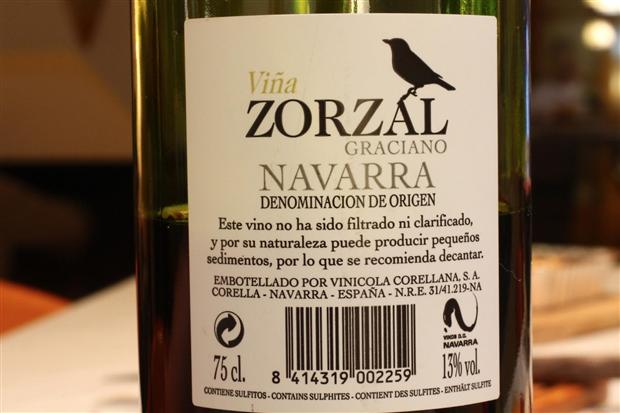 Viña
ZORZAL
GRACIANO
NAVARRA
DENOMINACION DE ORIGEN
Este vino no ha sido filtrado ni clarificado,
y por su naturaleza puede producir pequeños
sedimentos, por lo que se recomienda decantar.
EMBOTELLADO POR VINICOLA CORELLANA, S. A.
CORELLA - NAVARRA - ESPAÑA - N.R.E. 31/41.219-NA
VINOS D.O.
NAVARRA
75 cl.
8 414319 002259
13% vol.
CONTIENE SULFITOS - CONTAINS SULPHITES - CONTIENT DES SULFITES - ENTHÄLT SULFITE